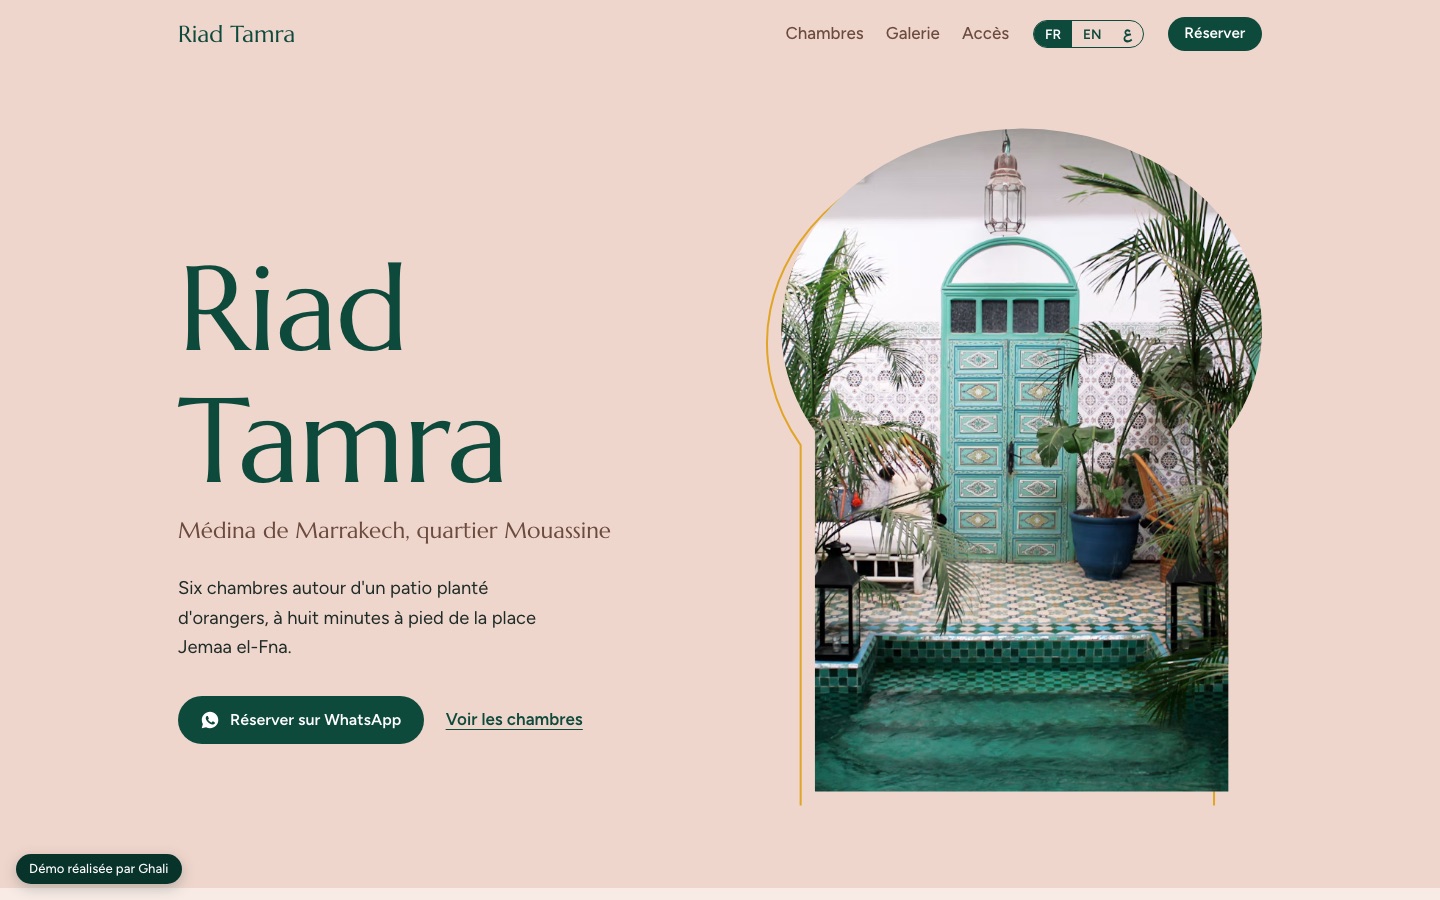 Riad Tamra
Chambres Galerie Accès FR EN ع Réserver
Riad
Tamra
Médina de Marrakech, quartier Mouassine
Six chambres autour d'un patio planté
d'orangers, à huit minutes à pied de la place
Jemaa el-Fna.
Réserver sur WhatsApp Voir les chambres
Démo réalisée par Ghali